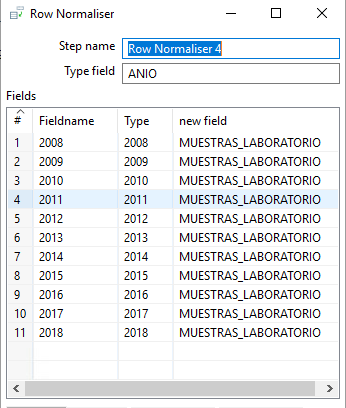 Row Normaliser
Step name Row Normaliser 4
Type field ANIO
Fields
# Fieldname Type new field
1 2008 2008 MUESTRAS_LABORATORIO
2 2009 2009 MUESTRAS_LABORATORIO
3 2010 2010 MUESTRAS_LABORATORIO
4 2011 2011 MUESTRAS_LABORATORIO
5 2012 2012 MUESTRAS_LABORATORIO
6 2013 2013 MUESTRAS_LABORATORIO
7 2014 2014 MUESTRAS_LABORATORIO
8 2015 2015 MUESTRAS_LABORATORIO
9 2016 2016 MUESTRAS_LABORATORIO
10 2017 2017 MUESTRAS_LABORATORIO
11 2018 2018 MUESTRAS_LABORATORIO